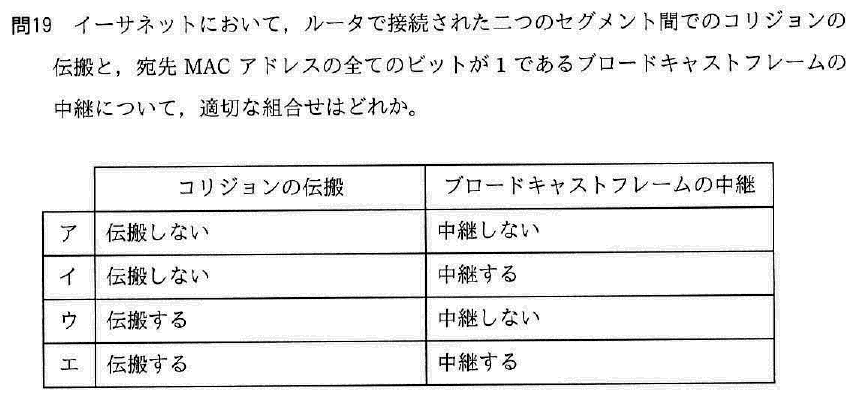 問19 イーサネットにおいて，ルータで接続された二つのセグメント間でのコリジョンの
伝搬と，宛先 MAC アドレスの全てのビットが 1 であるブロードキャストフレームの
中継について，適切な組合せはどれか。
コリジョンの伝搬 ブロードキャストフレームの中継
ア 伝搬しない 中継しない
イ 伝搬しない 中継する
ウ 伝搬する 中継しない
エ 伝搬する 中継する